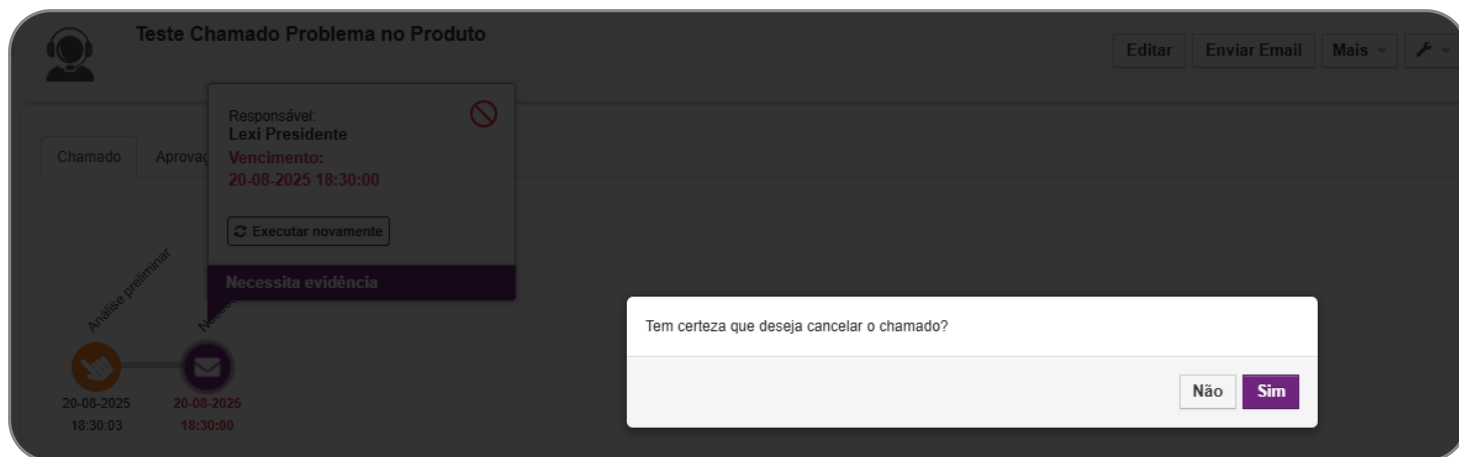 Teste Chamado Problema no Produto
Editar
Enviar Email
Mais
Responsável:
Lexi Presidente
Vencimento:
20-08-2025 18:30:00
Executar novamente
Necessita evidência
Chamado
Análise preliminar
20-08-2025
18:30:03
20-08-2025
18:30:00
Tem certeza que deseja cancelar o chamado?
Não
Sim